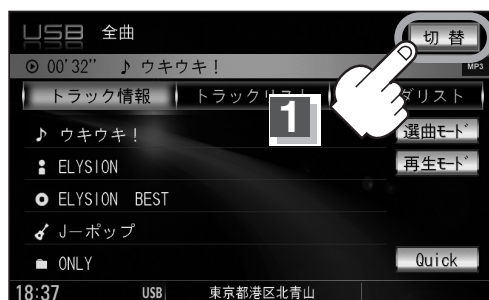 USB 全曲
切 替
00'32" ♪ ウキウキ！
MP3
トラック情報 トラックリスト ダリスト
1
♪ ウキウキ！
選曲ﾓｰﾄﾞ
ELYSION
再生ﾓｰﾄﾞ
ELYSION BEST
J－ポップ
ONLY
Quick
18:37 USB 東京都港区北青山